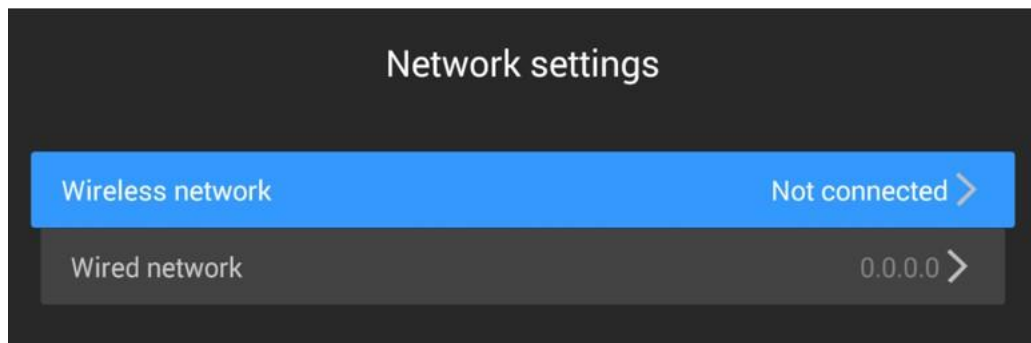 Network settings
Wireless network Not connected
Wired network 0.0.0.0